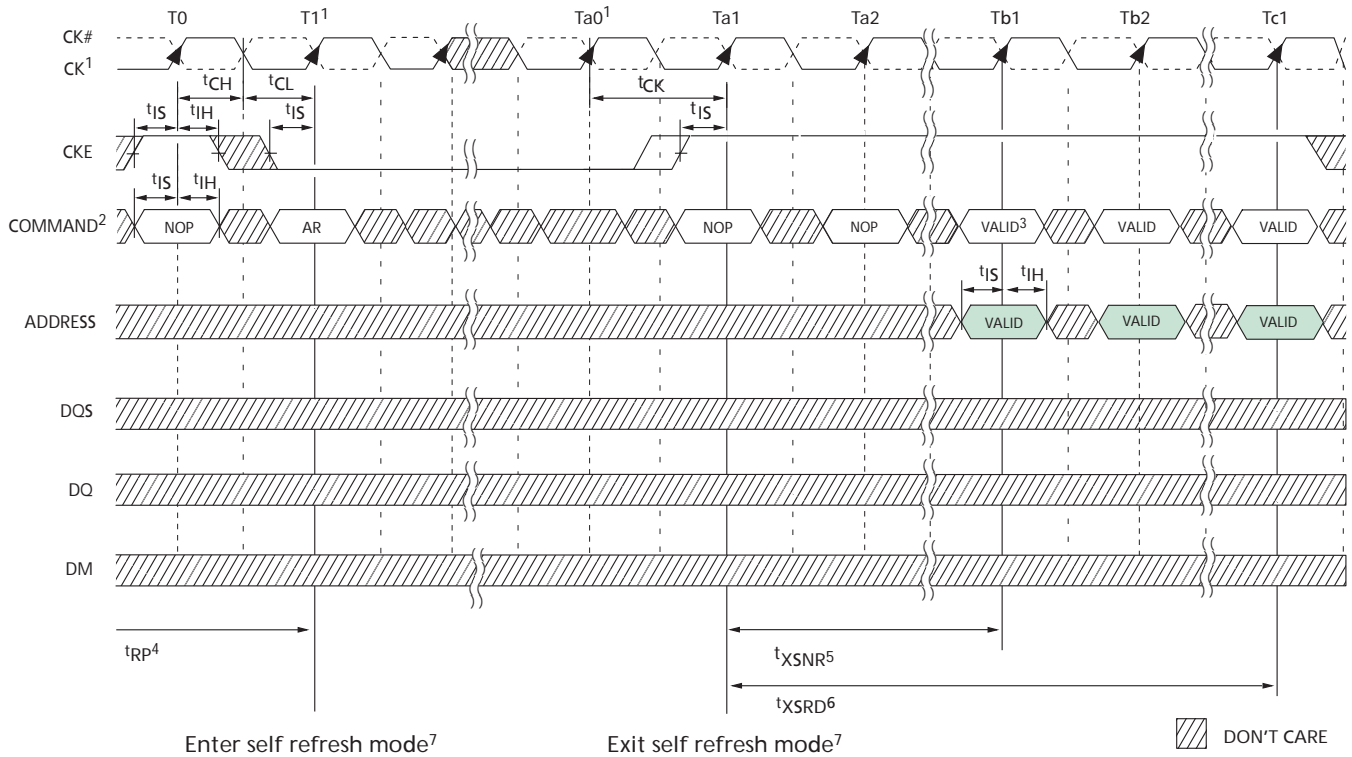 T0 T1¹ Ta0¹ Ta1 Ta2 Tb1 Tb2 Tc1
CK#
CK¹
tCH tCL tCK
tIS tIH tIS tIS
CKE
tIS tIH
COMMAND² NOP AR NOP NOP VALID³ VALID VALID
tIS tIH
ADDRESS VALID VALID VALID
DQS
DQ
DM
tRP⁴ tXSNR⁵
tXSRD⁶
Enter self refresh mode⁷ Exit self refresh mode⁷ DON'T CARE